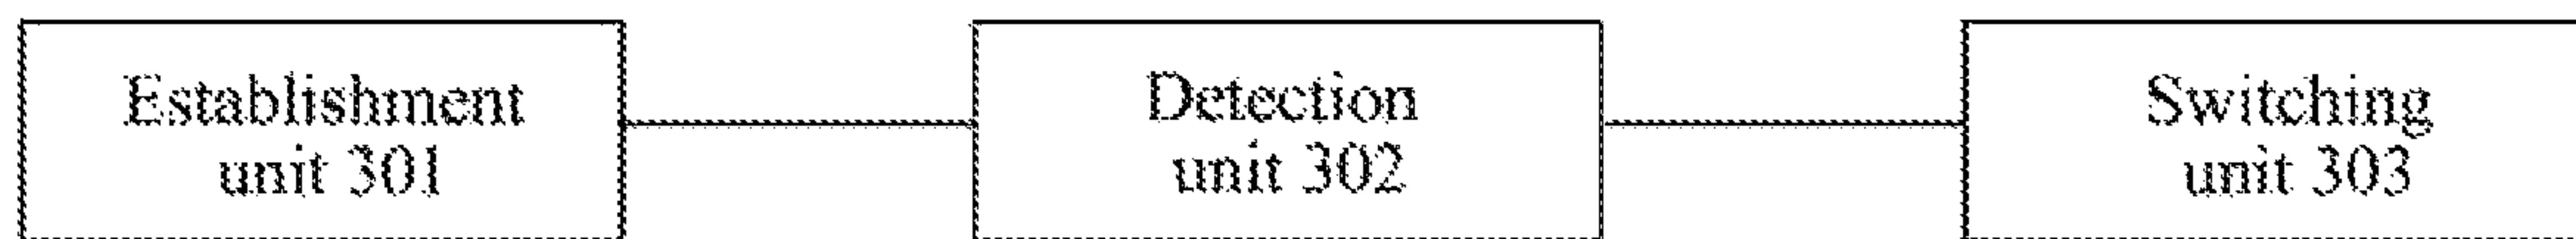 Establishment
unit 301
Detection
unit 302
Switching
unit 303